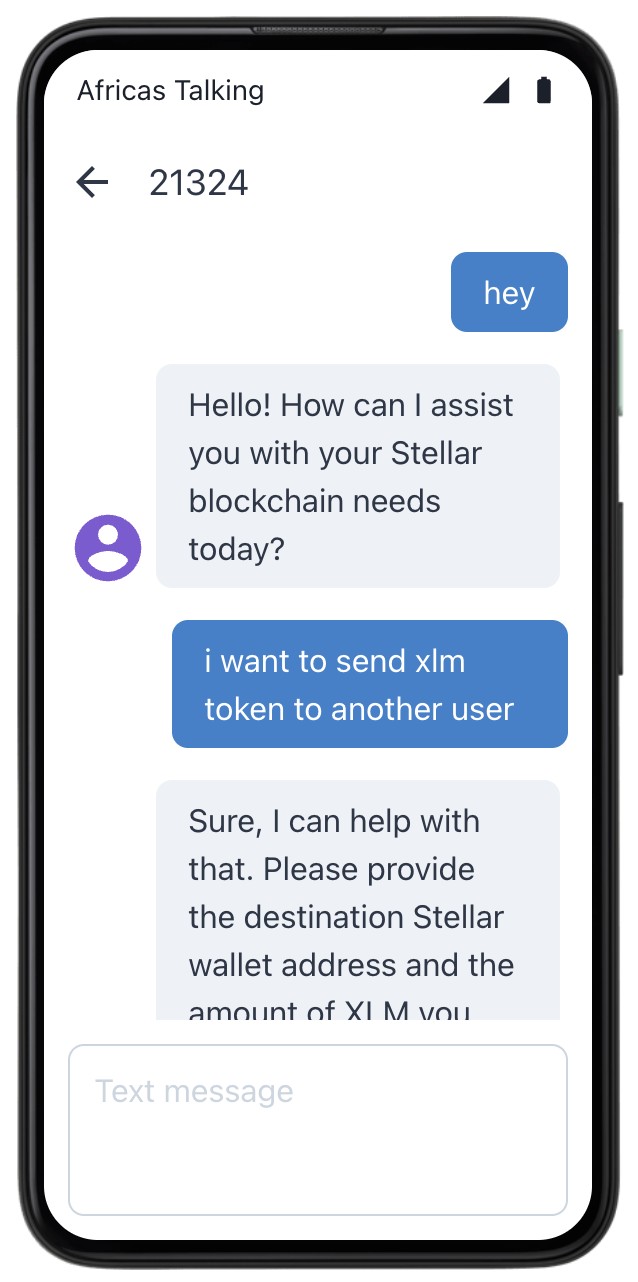 Africas Talking
21324
hey
Hello! How can I assist
you with your Stellar
blockchain needs
today?
i want to send xlm
token to another user
Sure, I can help with
that. Please provide
the destination Stellar
wallet address and the
amount of XLM you
Text message